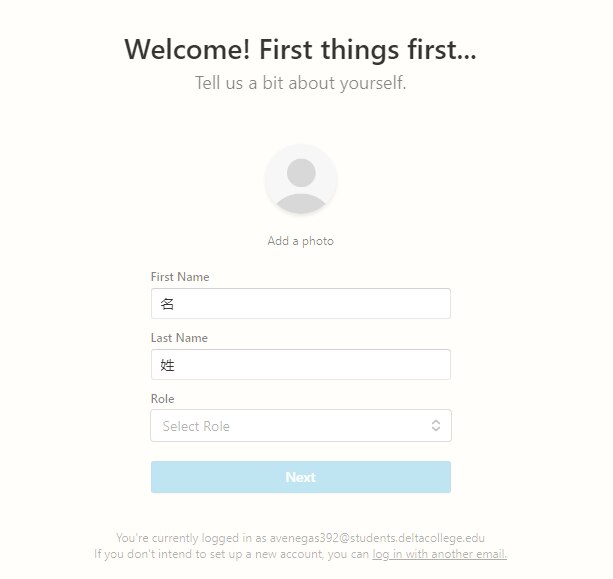 Welcome! First things first...
Tell us a bit about yourself.
Add a photo
First Name
名
Last Name
姓
Role
Select Role
Next
You're currently logged in as avenegas392@students.deltacollege.edu
If you don't intend to set up a new account, you can log in with another email.